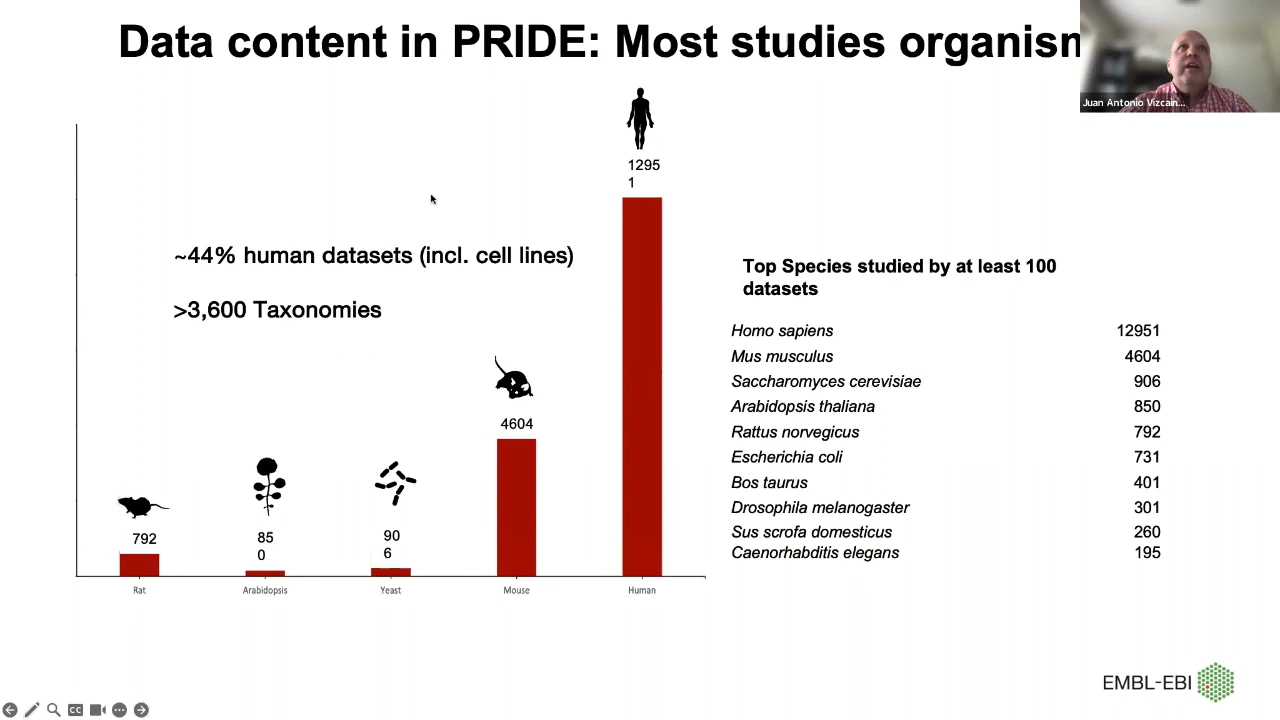 Data content in PRIDE: Most studies organism
Juan Antonio Vizcain...
1295
1
~44% human datasets (incl. cell lines)
>3,600 Taxonomies
4604
792
85
0
90
6
Rat
Arabidopsis
Yeast
Mouse
Human
Top Species studied by at least 100
datasets
Homo sapiens 12951
Mus musculus 4604
Saccharomyces cerevisiae 906
Arabidopsis thaliana 850
Rattus norvegicus 792
Escherichia coli 731
Bos taurus 401
Drosophila melanogaster 301
Sus scrofa domesticus 260
Caenorhabditis elegans 195
EMBL-EBI
CC